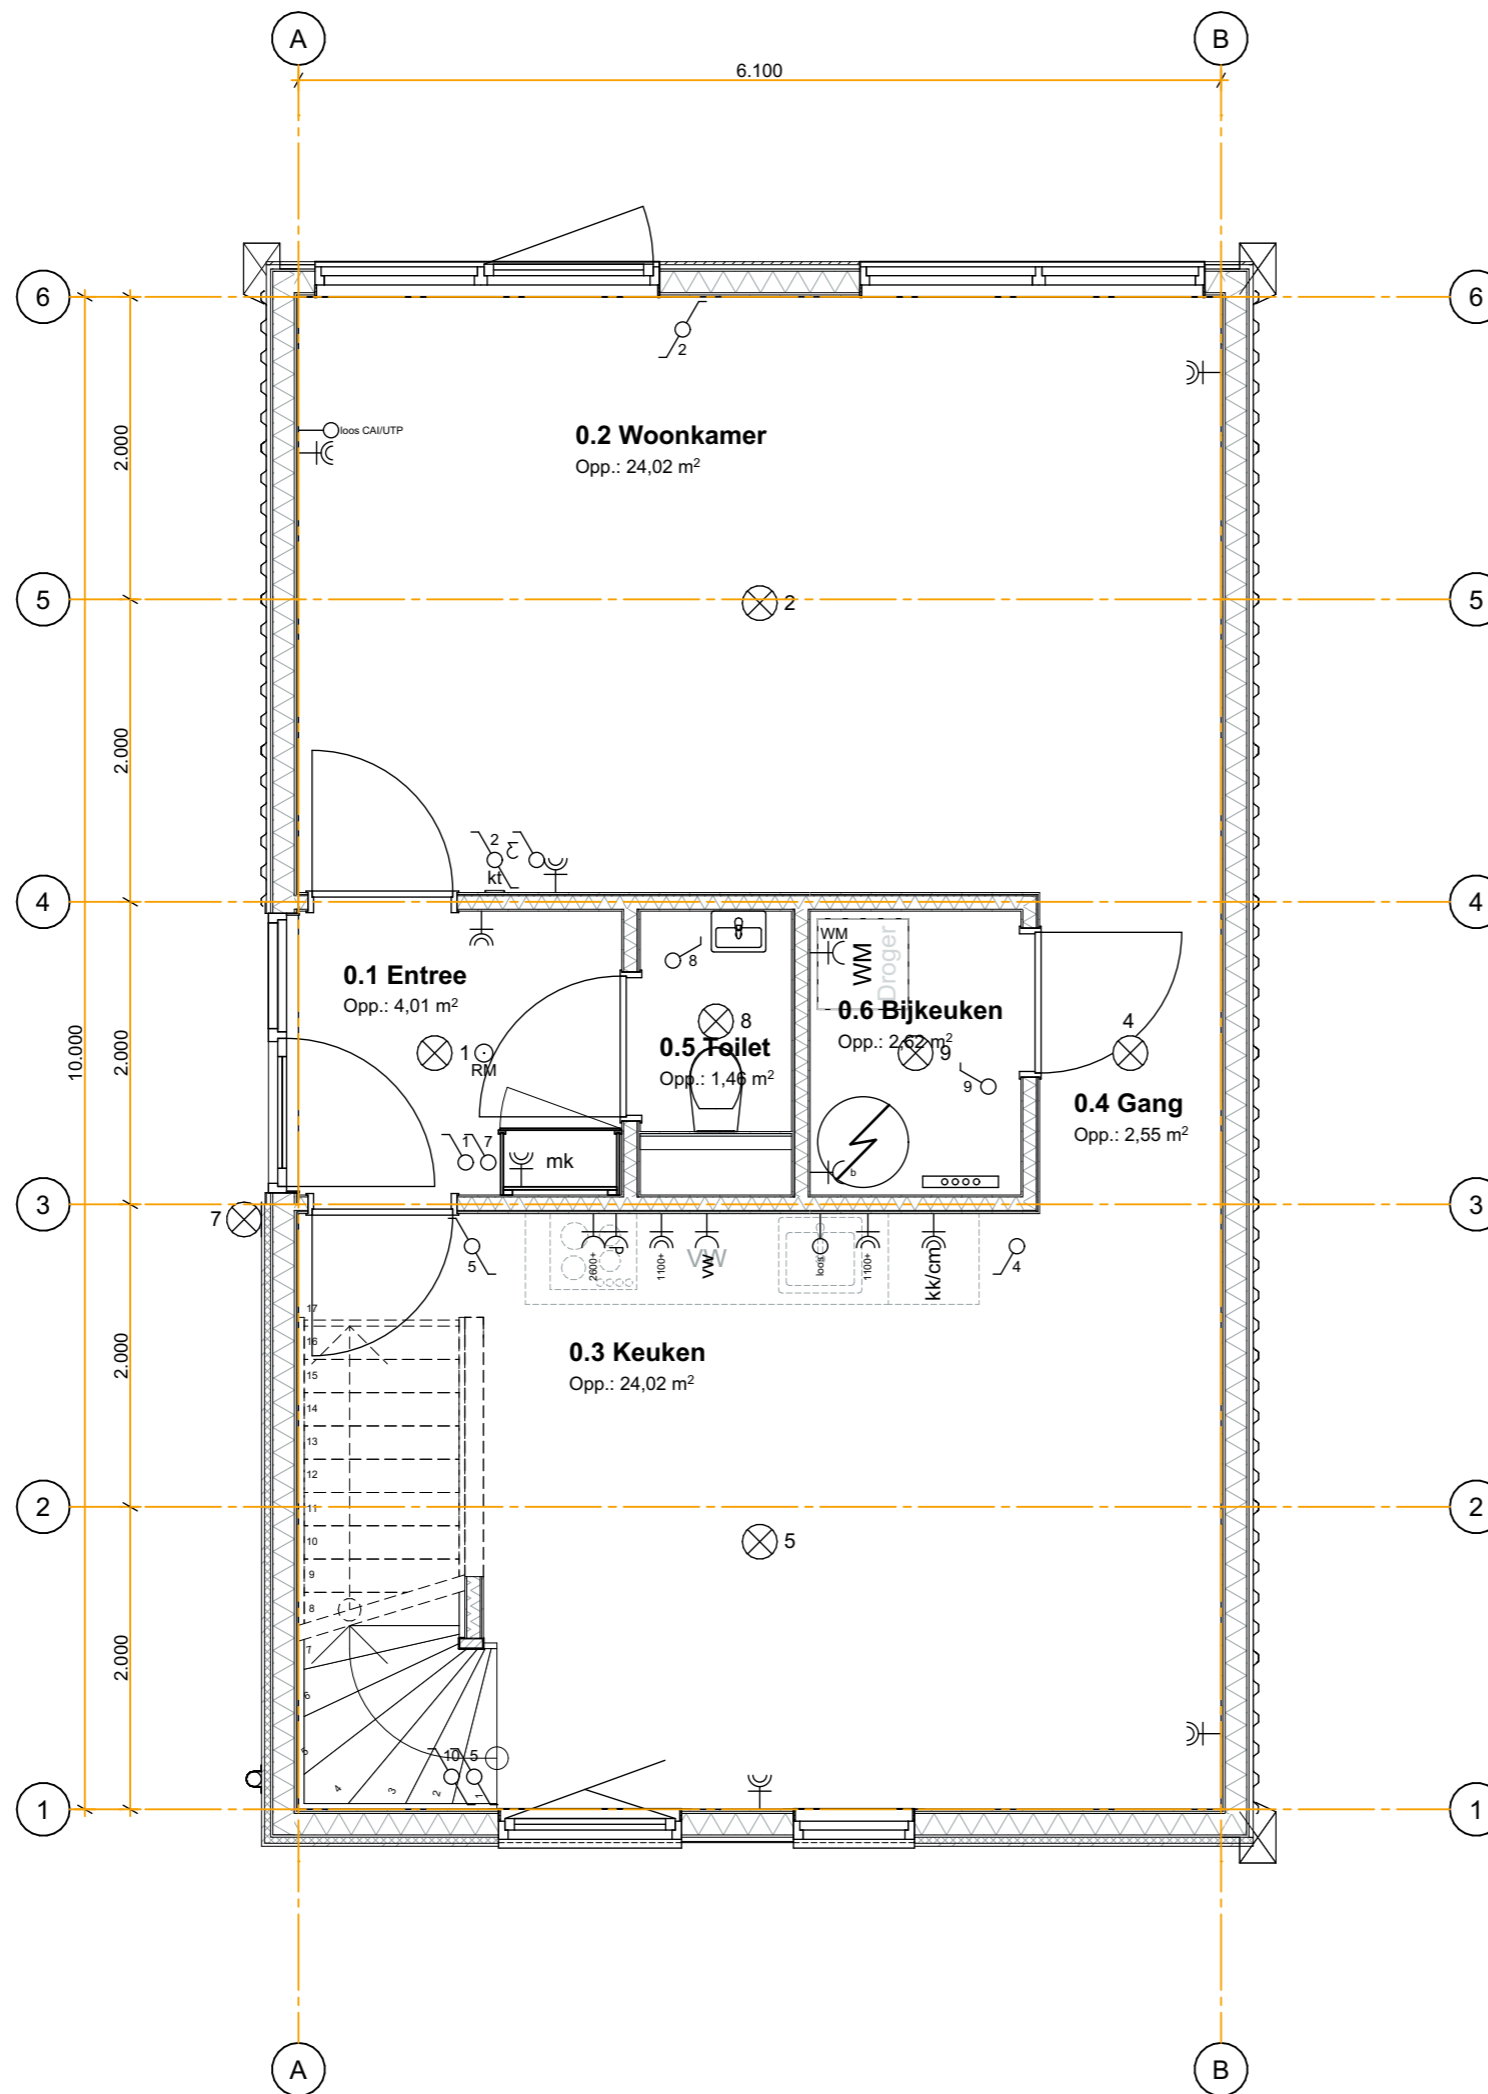 A
B
6.100
6
6
2
loos CAI/UTP
0.2 Woonkamer
Opp.: 24,02 m²
2.000
5
5
2
2.000
2
3
kt
4
4
WM
WM
Droger
8
0.1 Entree
Opp.: 4,01 m²
0.6 Bijkeuken
Opp.: 2,62 m²
8
4
0.5 Toilet
Opp.: 1,46 m²
1
RM
9
9
10.000
2.000
0.4 Gang
Opp.: 2,55 m²
1
7
mk
b
3
3
7
5
2600+
P
1100+
VW
vw
loos
1100+
kk/cm
4
17
16
15
14
13
12
11
10
9
8
7
6
5
4
3
2
1
0.3 Keuken
Opp.: 24,02 m²
2.000
2
2
5
2.000
10
5
1
1
A
B